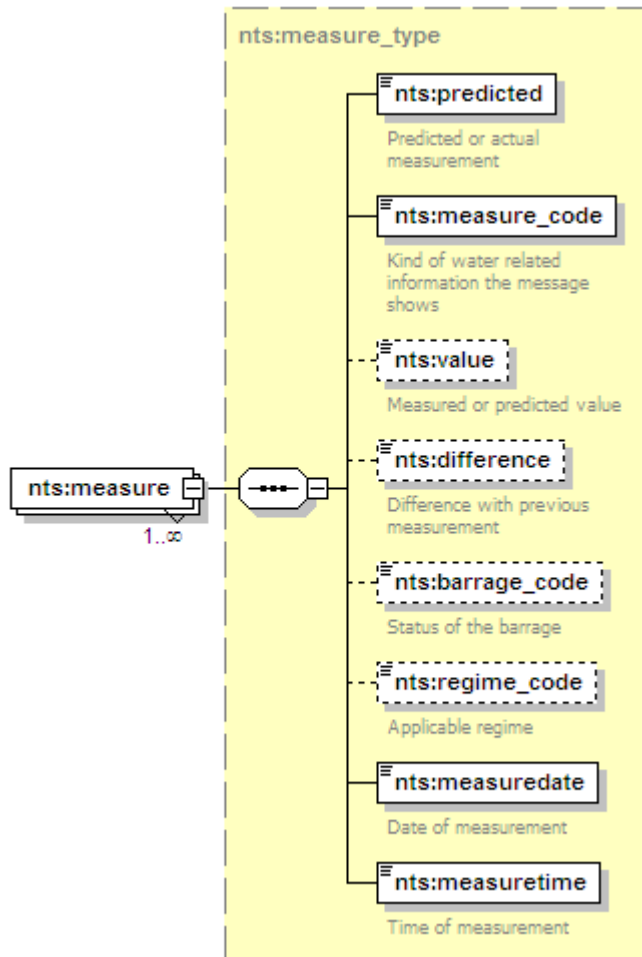 nts:measure_type
nts:predicted
Predicted or actual
measurement
nts:measure_code
Kind of water related
information the message
shows
nts:value
Measured or predicted value
nts:difference
Difference with previous
measurement
nts:measure
1..∞
nts:barrage_code
Status of the barrage
nts:regime_code
Applicable regime
nts:measuredate
Date of measurement
nts:measuretime
Time of measurement